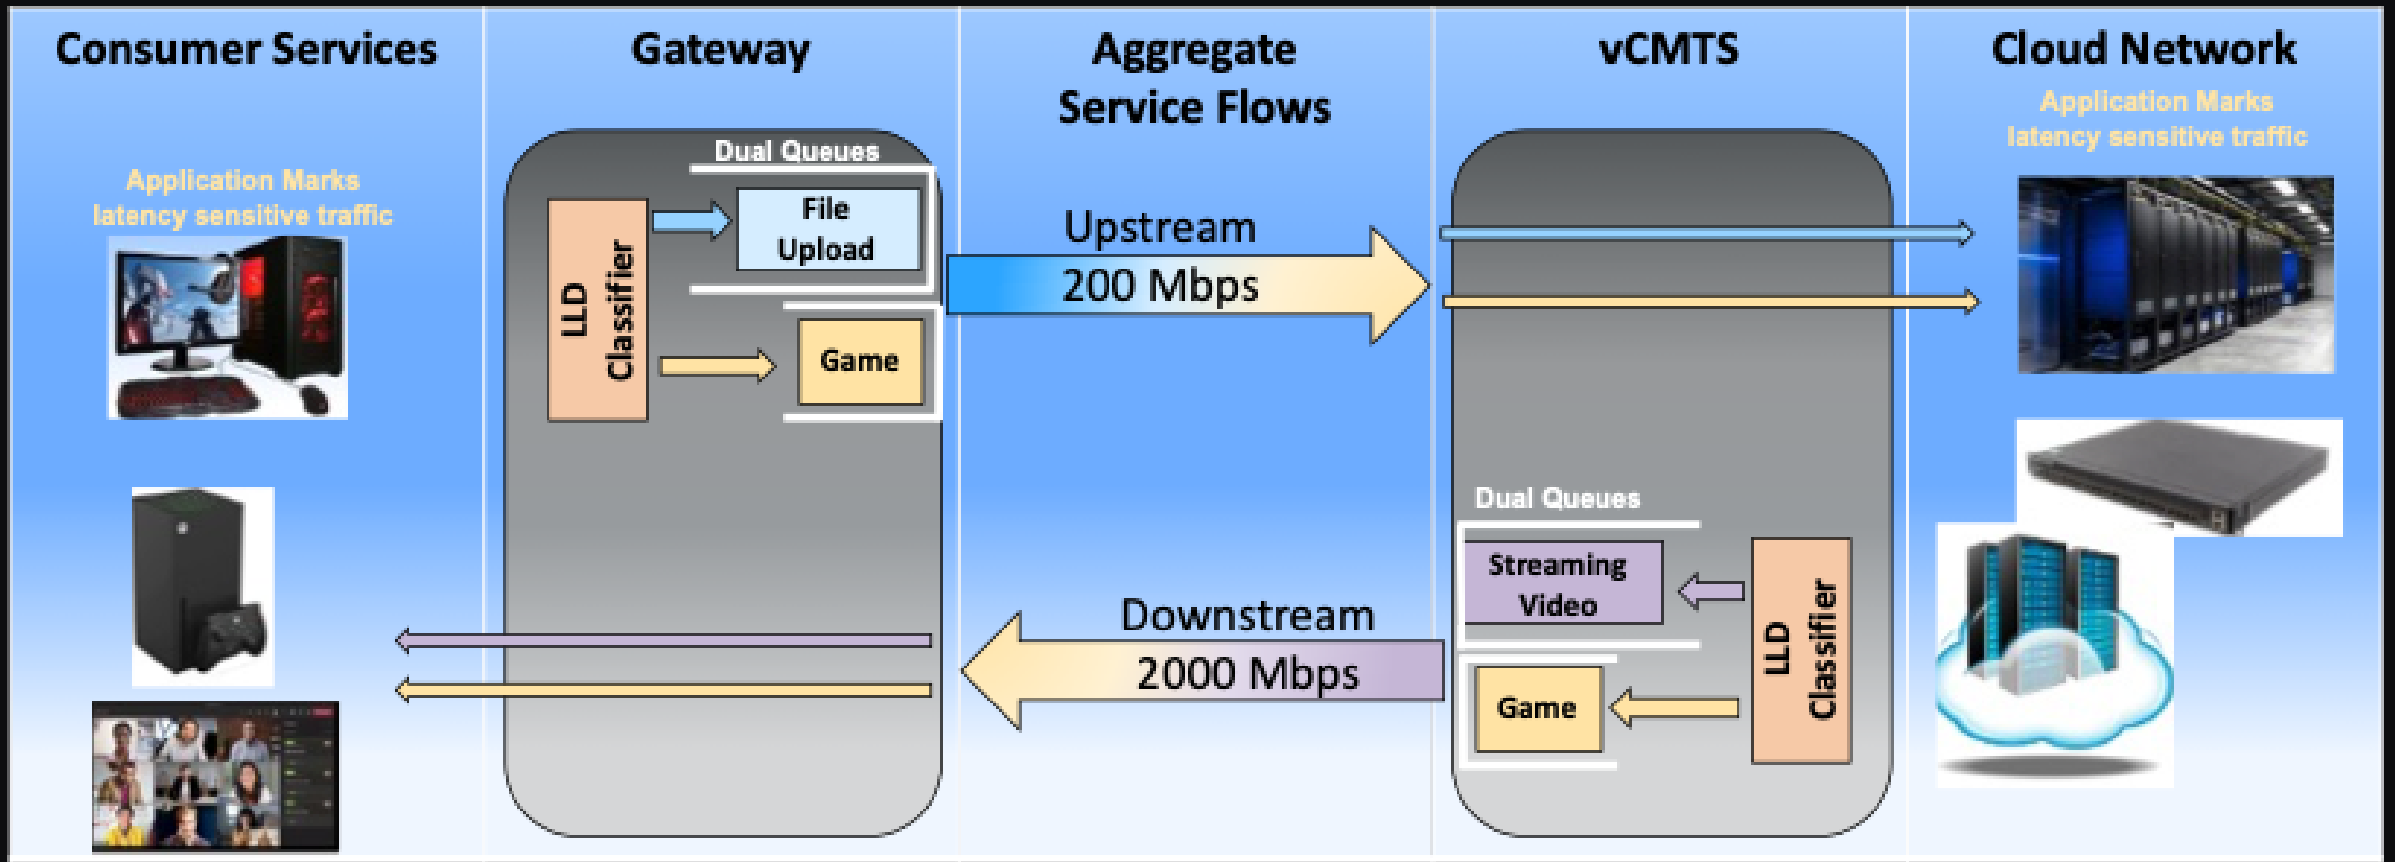 Consumer Services
Gateway
Aggregate
Service Flows
vCMTS
Cloud Network
Application Marks
latency sensitive traffic
Application Marks
latency sensitive traffic
Dual Queues
LLD
Classifier
File
Upload
Game
Upstream
200 Mbps
Dual Queues
Streaming
Video
Game
LLD
Classifier
Downstream
2000 Mbps